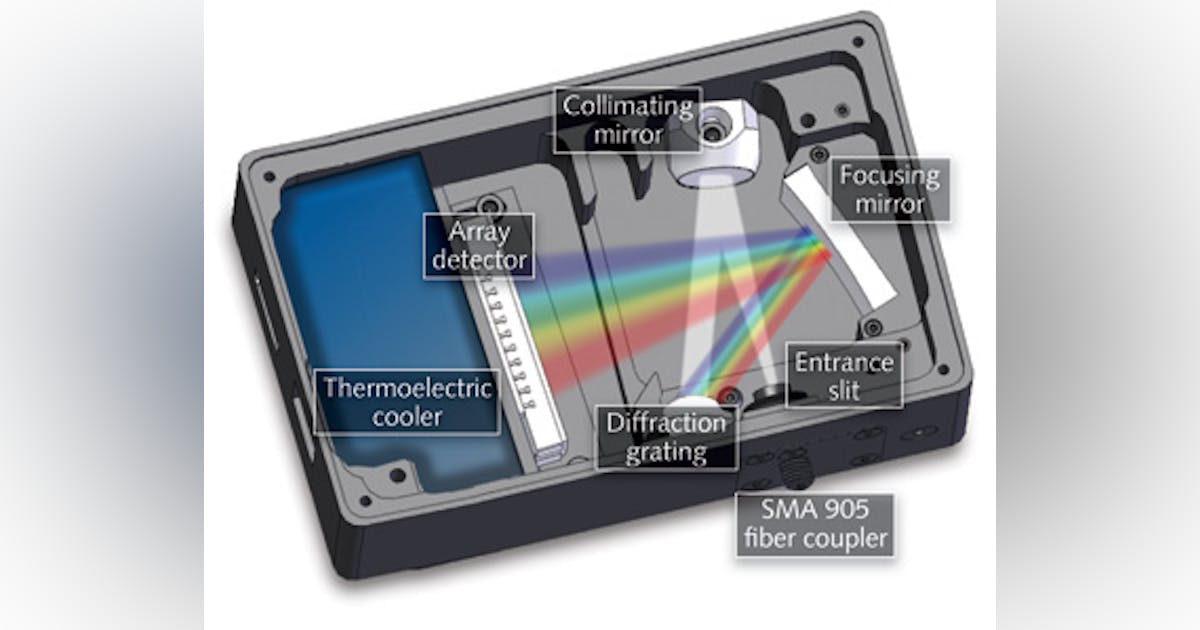 Collimating
mirror
Focusing
mirror
Array
detector
Entrance
slit
Thermoelectric
cooler
Diffraction
grating
SMA 905
fiber coupler